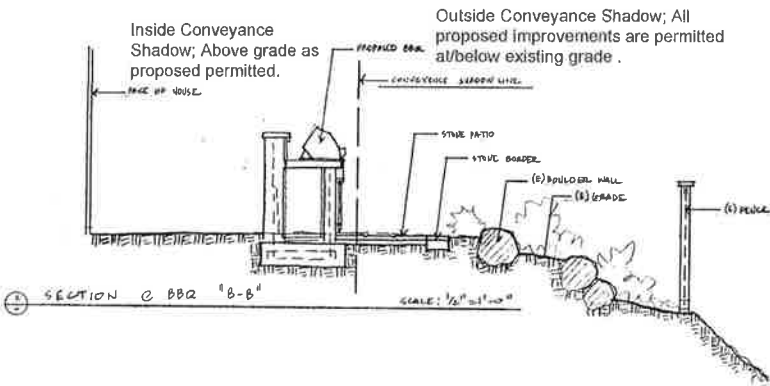 Inside Conveyance
Shadow; Above grade as
proposed permitted.
Outside Conveyance Shadow; All
proposed improvements are permitted
at/below existing grade .
PROPOSED BBQ
CONVEYENCE SHADOW LINE
FACE OF HOUSE
STONE PATIO
STONE BORDER
(E) BOULDER WALL
(E) GRADE
(E) FENCE
SECTION @ BBQ "B-B"
SCALE: 1/2"=1'-0"